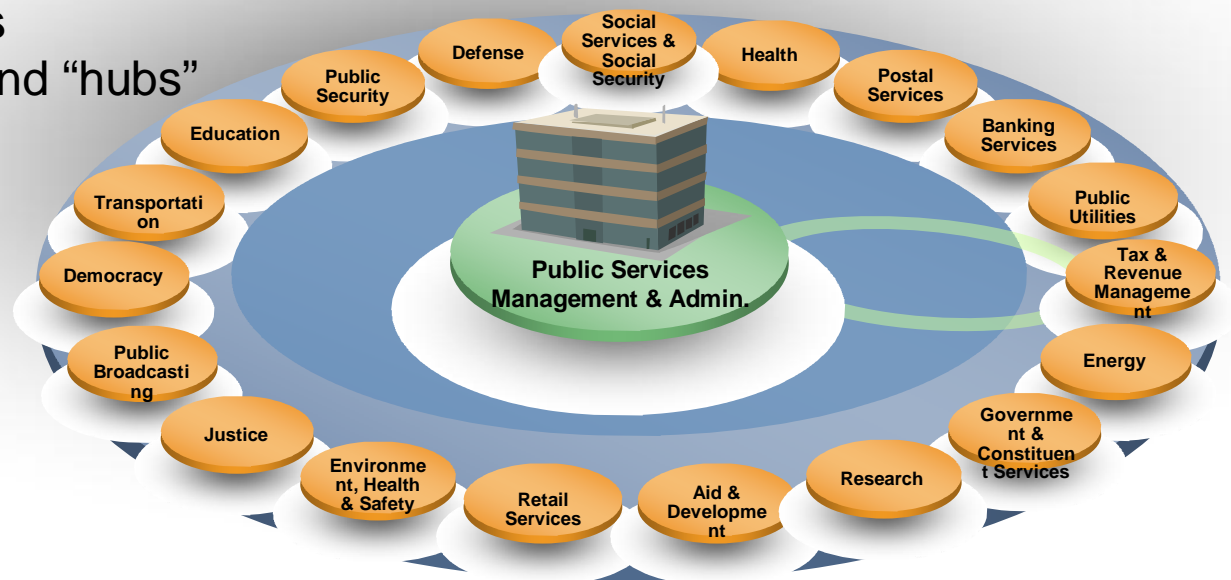 s
nd “hubs”
Social
Services &
Social
Security
Defense
Health
Public
Security
Postal
Services
Education
Banking
Services
Transportati
on
Public
Utilities
Democracy
Tax &
Revenue
Manageme
nt
Public Services
Management & Admin.
Public
Broadcasti
ng
Energy
Justice
Governme
nt &
Constituen
t Services
Environme
nt, Health
& Safety
Retail
Services
Aid &
Developme
nt
Research